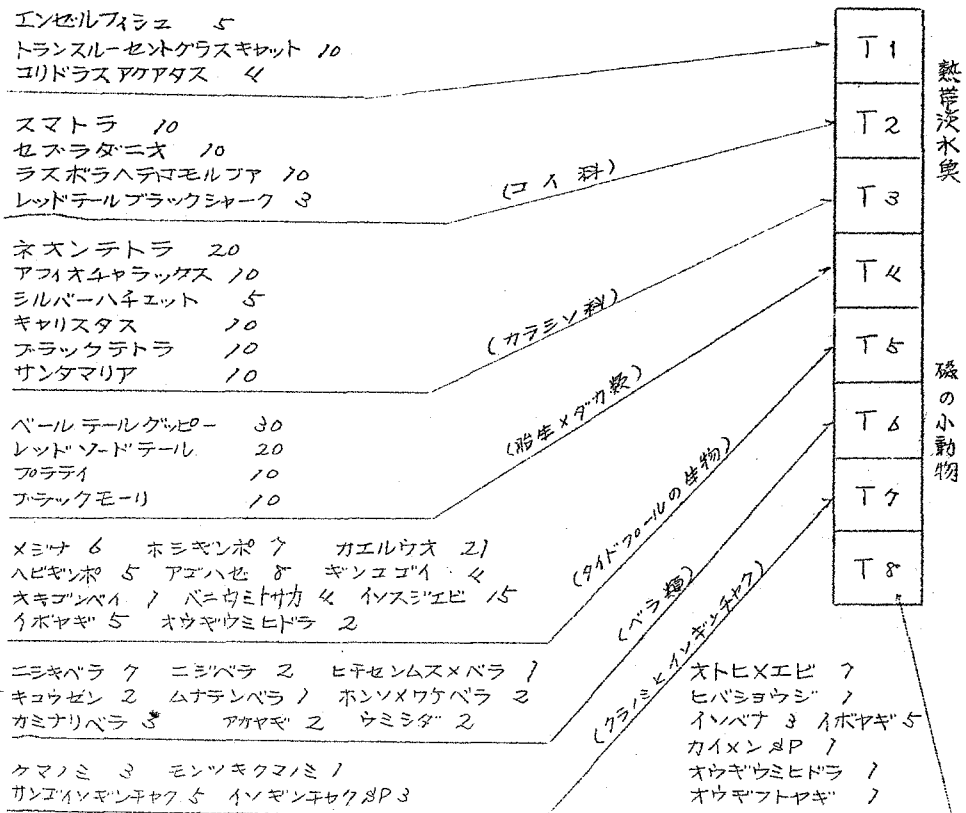 エンゼルフィシュ 5
トランスルーセントグラスキャット 10
コリドラスアケアタス 4
スマトラ 10
ゼブラダニオ 10
ラスボラヘテロモルファ 10
レッドテールブラックシャーク 3
(コイ科)
ネオンテトラ 20
アフィオチャラックス 10
シルバーハチェット 5
キャリスタス 10
ブラックテトラ 10
サンタマリア 10
(カラシン科)
ベールテールグッピー 30
レッドソードテール 20
プラティ 10
ブラックモーリ 10
(胎生メダカ類)
メジナ 6 ホシギンポ 7 カエルウオ 21
ヘビギンポ 5 アゴハゼ 8 ギンユゴイ 4
オキゴンベイ 1 ベニウミトサカ 4 イソスジエビ 15
イボヤギ 5 オウギウミヒドラ 2
(タイドプールの生物)
ニシキベラ 7 ニジベラ 2 ヒチセンムスメベラ 1
キュウセン 2 ムナテンベラ 1 ホンソメワケベラ 2
カミナリベラ 3 アカヤギ 2 ウミシダ 2
(ベラ類)
クマノミ 3 モンツキクマノミ 1
サンゴイソギンチャク 5 イソギンチャクSP 3
(クマノミとイソギンチャク)
オトヒメエビ 7
ヒバショウジ 1
イソバナ 3 イボヤギ 5
カイメンSP 1
オウギウミヒドラ 1
オウギフトヤギ 1
T1
T2
T3
T4
T5
T6
T7
T8
熱帯淡水魚
磯の小動物